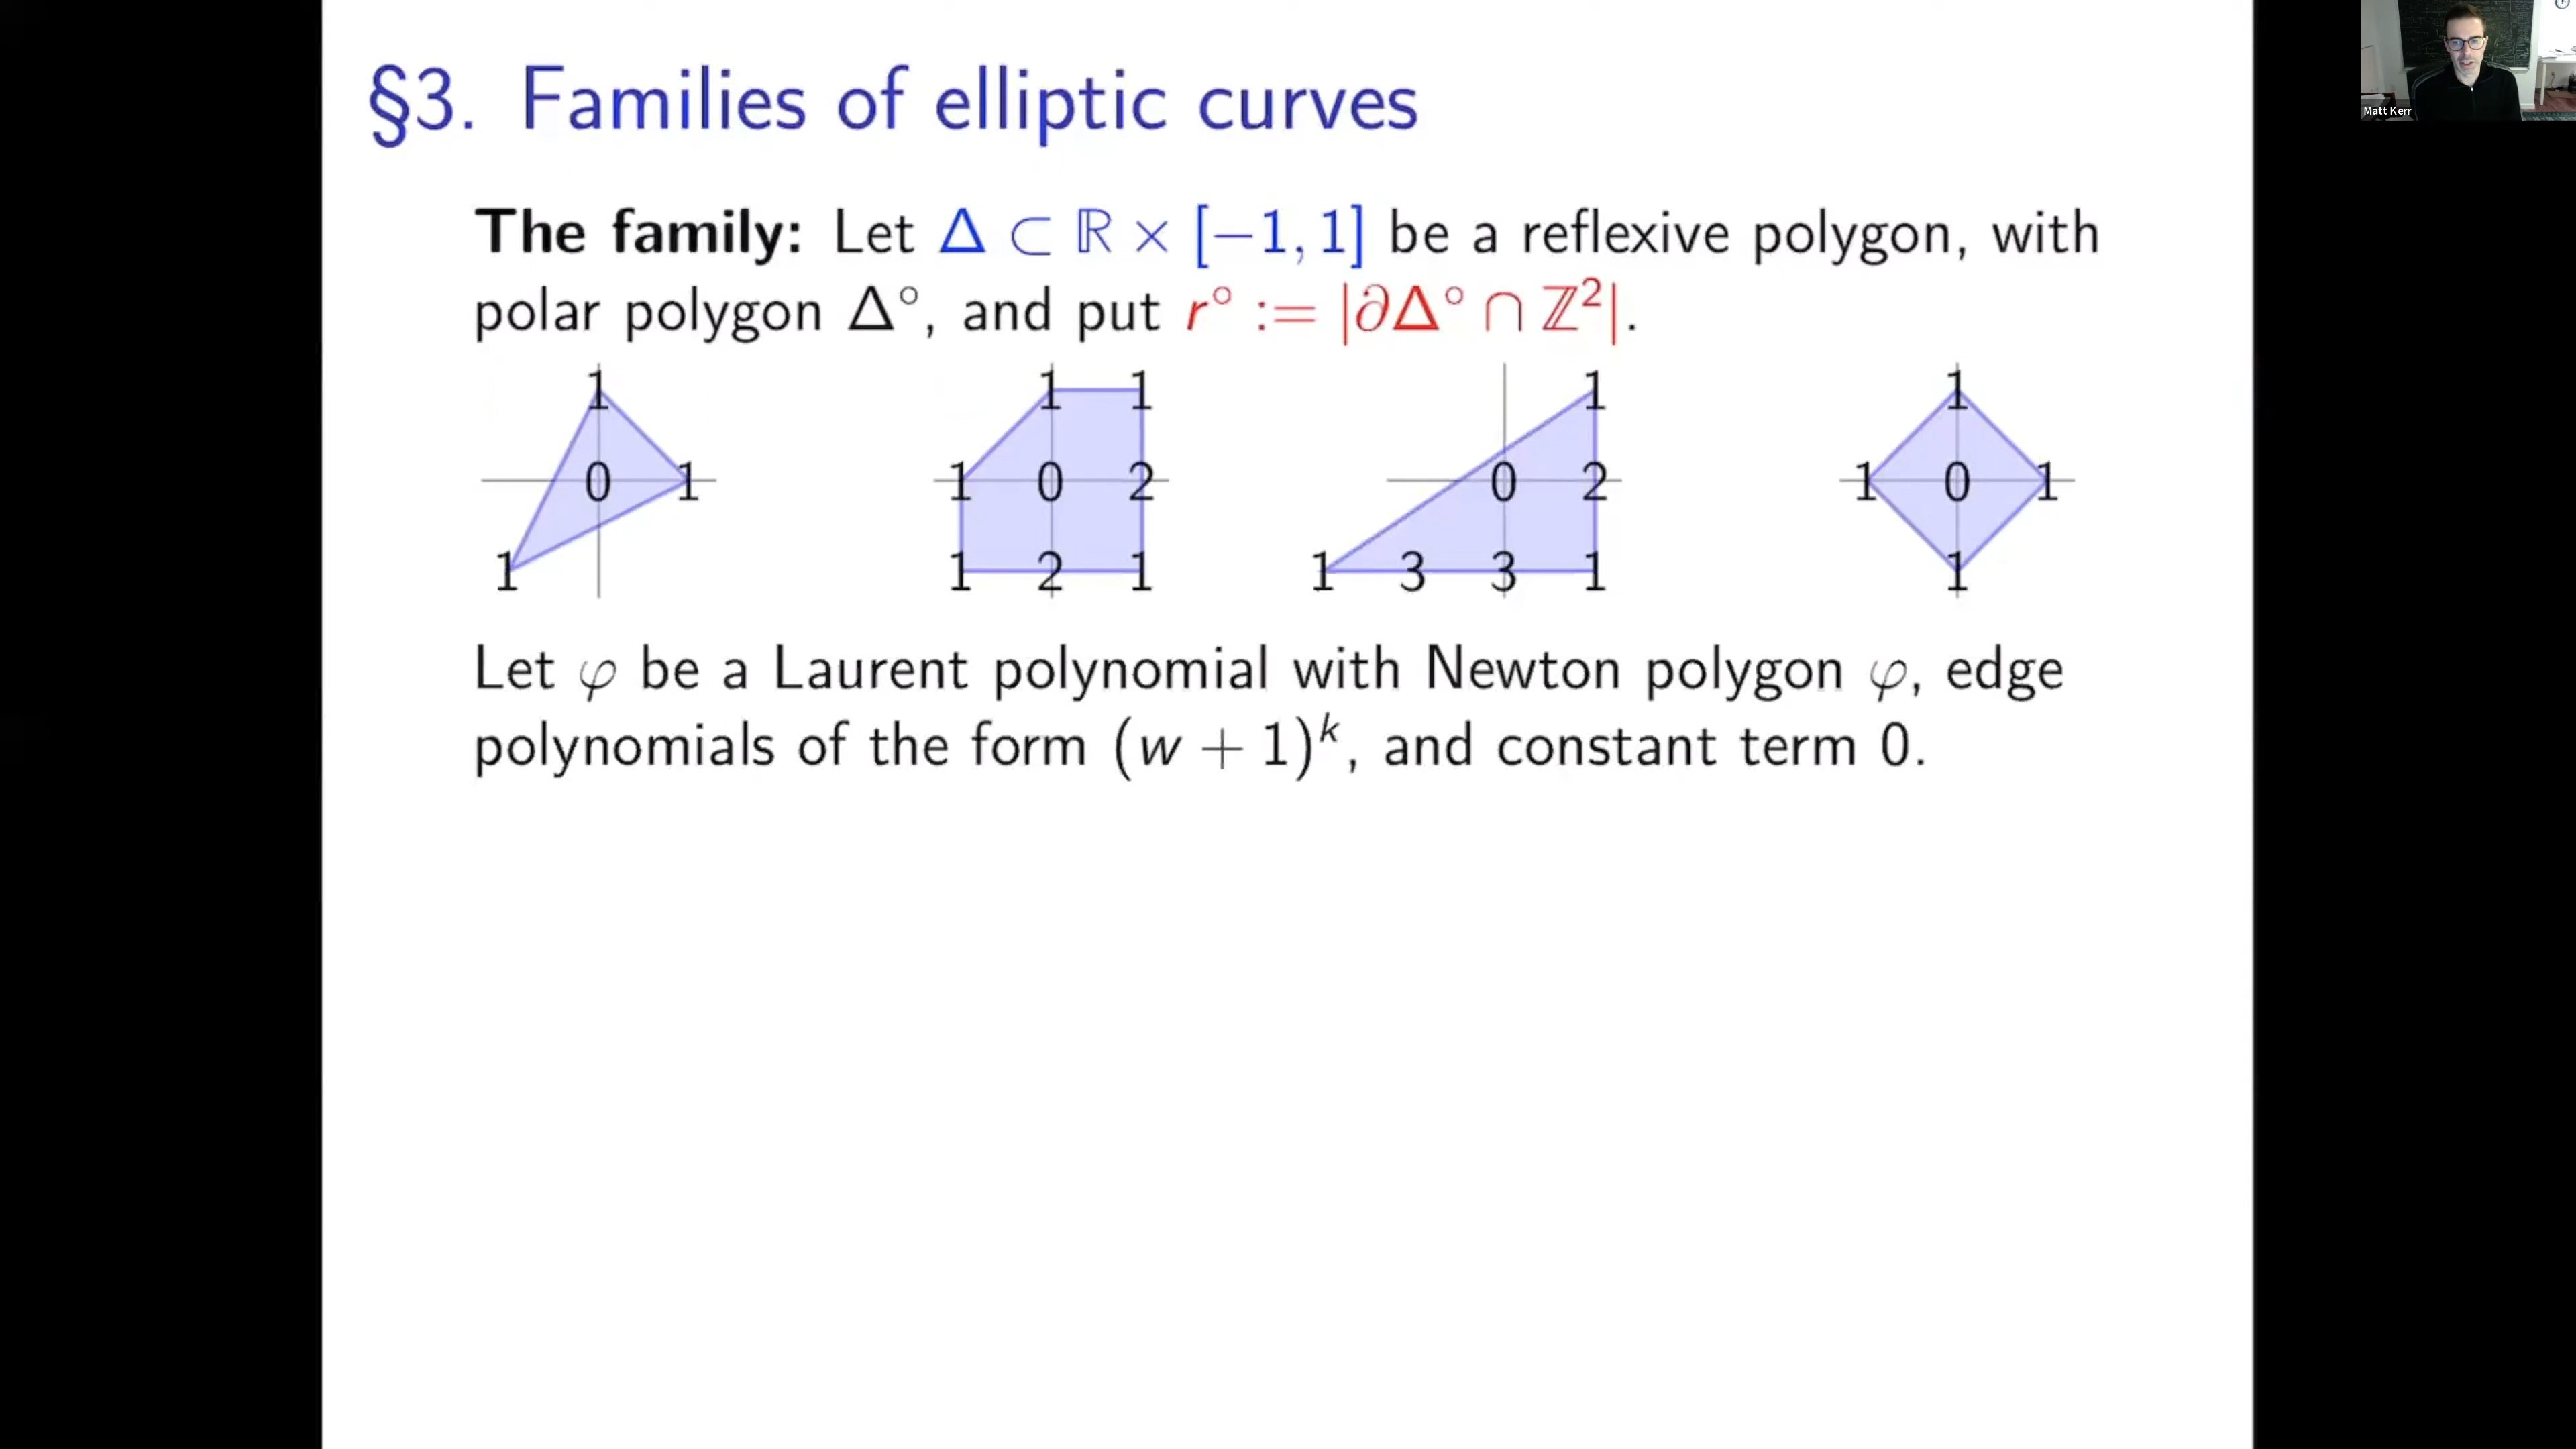 §3. Families of elliptic curves
Matt Kerr
The family: Let Δ ⊂ ℝ × [−1, 1] be a reflexive polygon, with
polar polygon Δ°, and put r° := |∂Δ° ∩ ℤ²|.
1 1 1 1 1
0 1 1 0 2 0 2 1 0 1
1 1 2 1 1 3 3 1 1
Let φ be a Laurent polynomial with Newton polygon φ, edge
polynomials of the form (w + 1)ᵏ, and constant term 0.